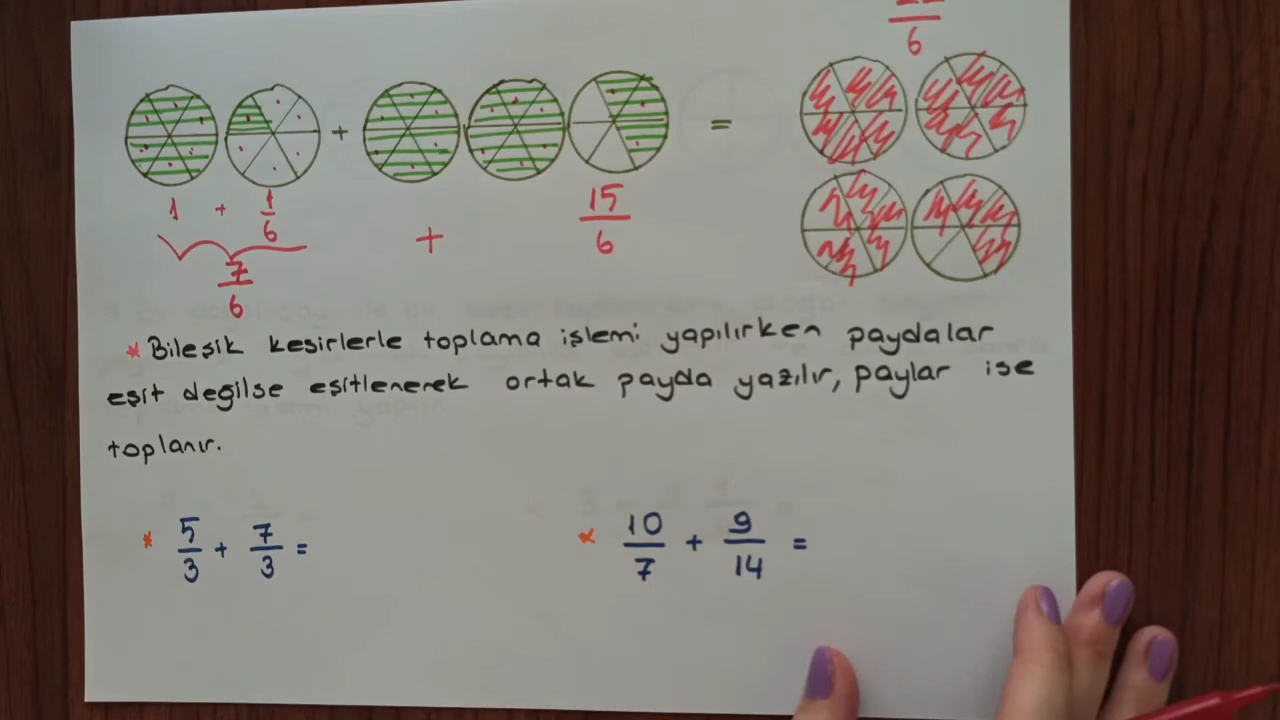 6
+ =
1 + 1/6 15/6
+
7/6
* Bileşik kesirlerle toplama işlemi yapılırken paydalar
eşit değilse eşitlenerek ortak payda yazılır, paylar ise
toplanır.
* 5/3 + 7/3 = * 10/7 + 9/14 =